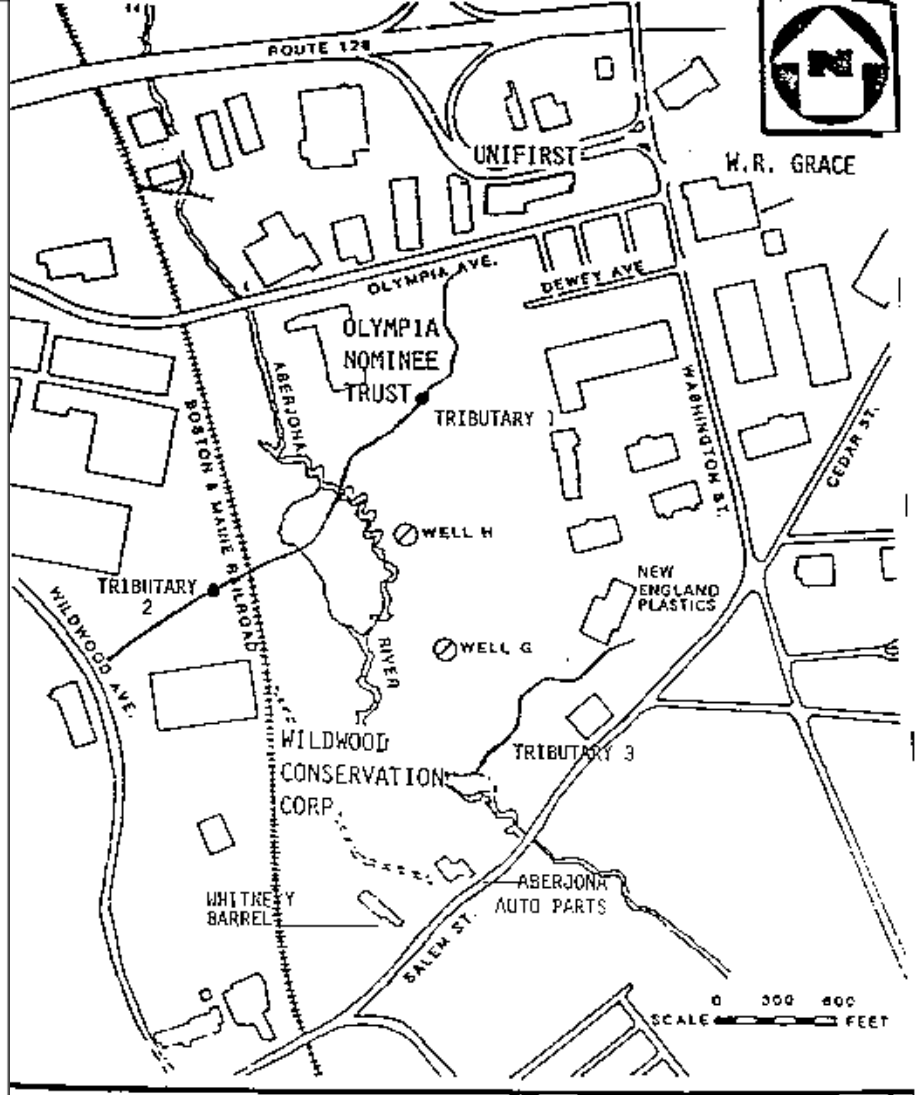 ROUTE 128
N
UNIFIRST
W.R. GRACE
OLYMPIA AVE.
DEWEY AVE
OLYMPIA
NOMINEE
TRUST
ABERJONA
TRIBUTARY 1
WASHINGTON ST.
CEDAR ST.
BOSTON & MAINE RAILROAD
WELL H
TRIBUTARY
2
WILDWOOD AVE.
NEW
ENGLAND
PLASTICS
WELL G
RIVER
WILDWOOD
CONSERVATION
CORP.
TRIBUTARY 3
WHITNEY
BARREL
ABERJONA
AUTO PARTS
SALEM ST.
0 300 600
SCALE FEET